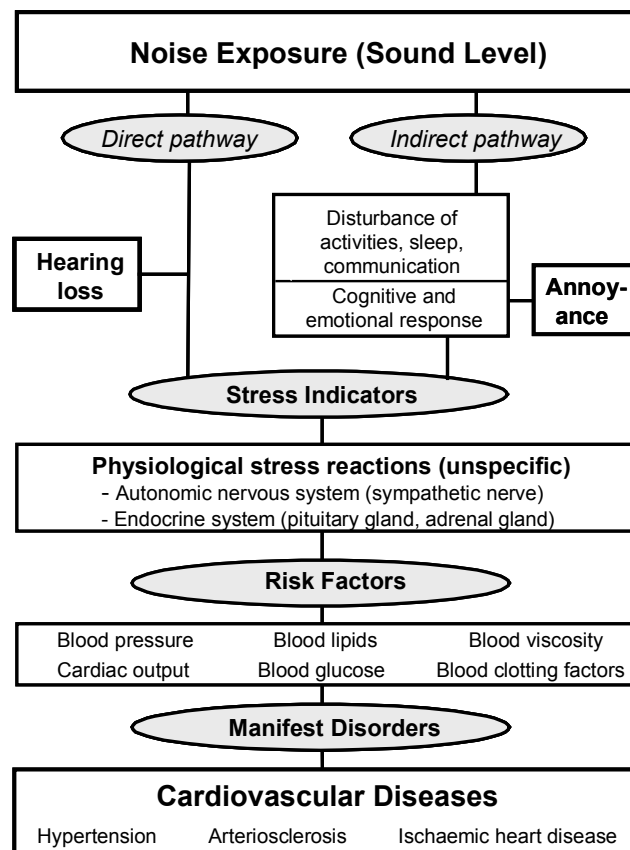 Noise Exposure (Sound Level)
Direct pathway
Indirect pathway
Disturbance of
activities, sleep,
communication
Hearing
loss
Cognitive and
emotional response
Annoy-
ance
Stress Indicators
Physiological stress reactions (unspecific)
- Autonomic nervous system (sympathetic nerve)
- Endocrine system (pituitary gland, adrenal gland)
Risk Factors
Blood pressure Blood lipids Blood viscosity
Cardiac output Blood glucose Blood clotting factors
Manifest Disorders
Cardiovascular Diseases
Hypertension Arteriosclerosis Ischaemic heart disease